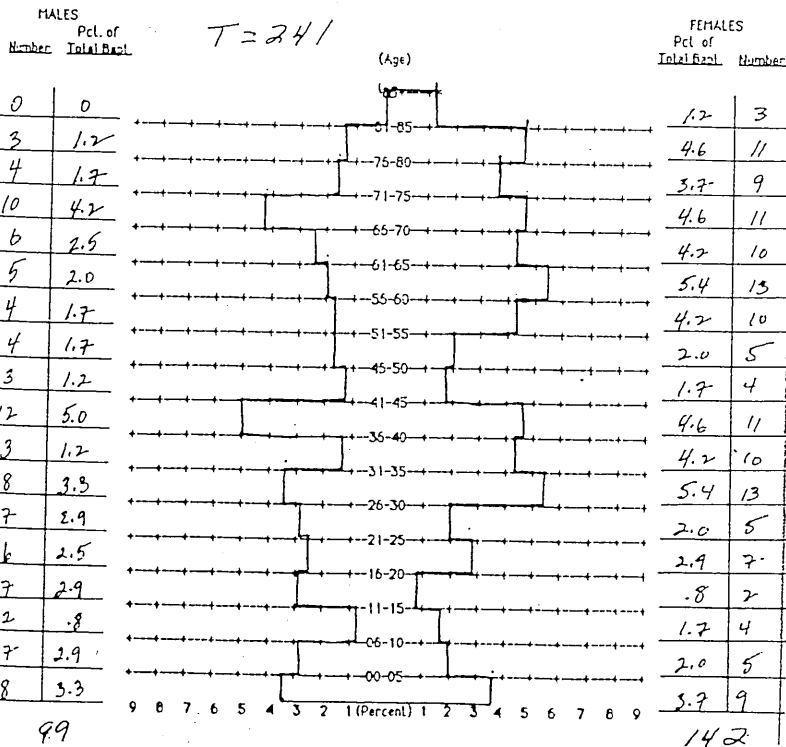 MALES
Pct. of
Number Total Bapt.
T = 241
(Age)
FEMALES
Pct of
Total Bapt Number
0 0 1.2 3
3 1.2 81-85 4.6 11
4 1.7 76-80 3.7 9
10 4.2 71-75 4.6 11
6 2.5 66-70 4.2 10
5 2.0 61-65 5.4 13
4 1.7 56-60 4.2 10
4 1.7 51-55 2.0 5
3 1.2 46-50 1.7 4
12 5.0 41-45 4.6 11
3 1.2 36-40 4.2 10
8 3.3 31-35 5.4 13
7 2.9 26-30 2.0 5
6 2.5 21-25 2.9 7
7 2.9 16-20 .8 2
2 .8 11-15 1.7 4
7 2.9 06-10 2.0 5
8 3.3 00-05 3.7 9
9 8 7 6 5 4 3 2 1 (Percent) 1 2 3 4 5 6 7 8 9
99 142